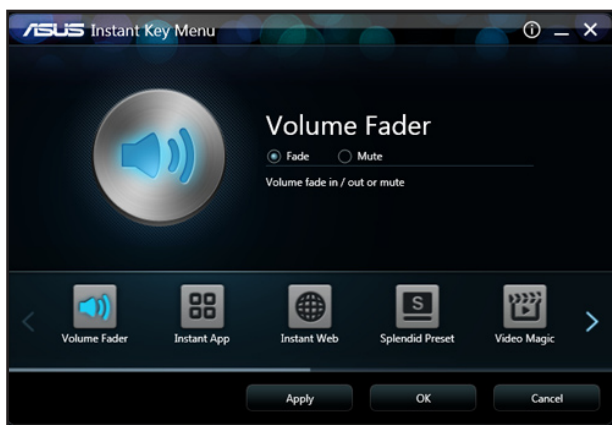 ASUS Instant Key Menu
Volume Fader
Fade Mute
Volume fade in / out or mute
S
Volume Fader Instant App Instant Web Splendid Preset Video Magic
Apply OK Cancel